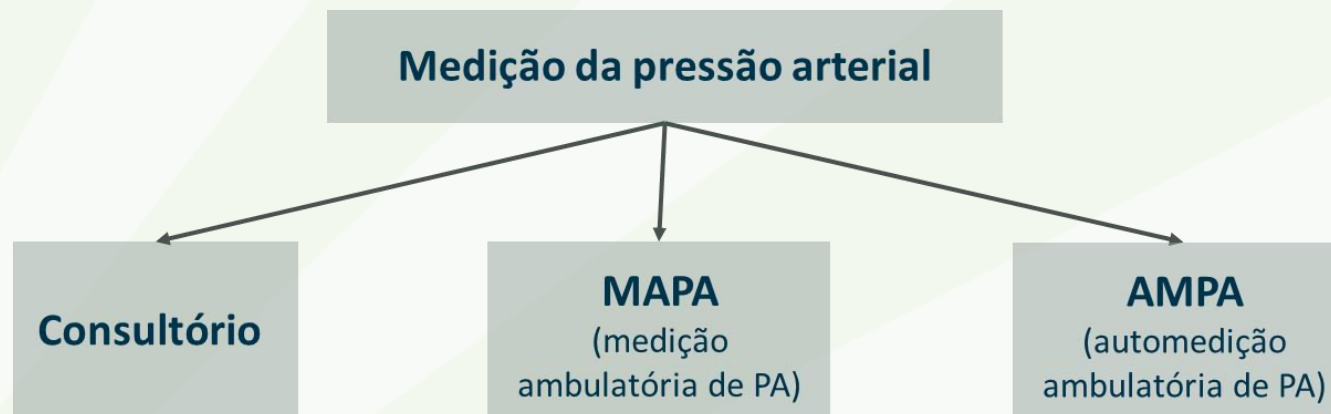 Medição da pressão arterial
Consultório
MAPA
(medição
ambulatória de PA)
AMPA
(automedição
ambulatória de PA)